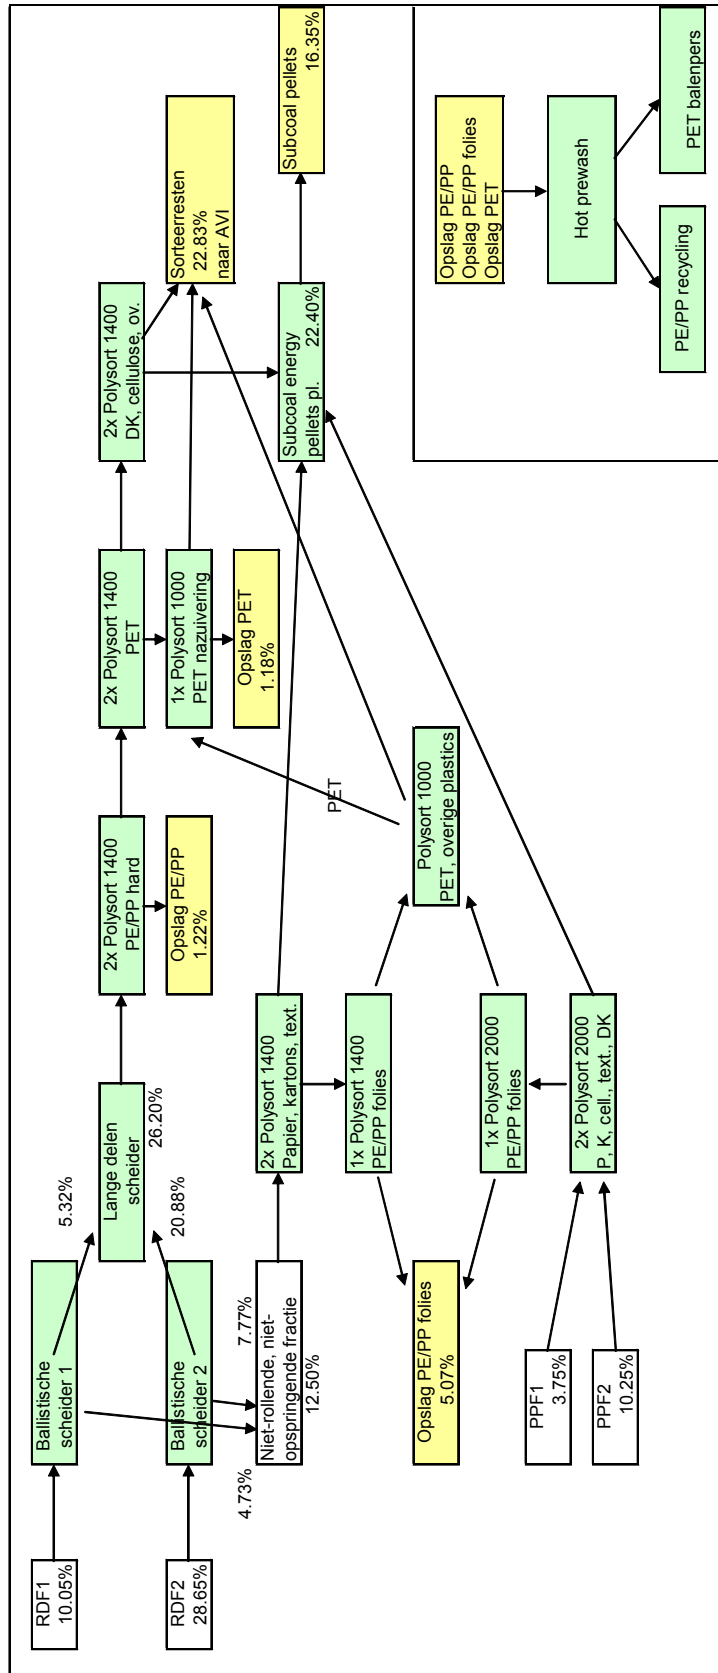 RDF1
10.05%
RDF2
28.65%
Ballistische
scheider 1
Ballistische
scheider 2
5.32%
20.88%
4.73%
7.77%
Niet-rollende, niet-
opspringende fractie
12.50%
Lange delen
scheider
26.20%
2x Polysort 1400
PE/PP hard
Opslag PE/PP
1.22%
2x Polysort 1400
PET
1x Polysort 1000
PET nazuivering
Opslag PET
1.18%
2x Polysort 1400
DK, cellulose, ov.
Sorteerresten
22.83%
naar AVI
Subcoal energy
pellets pl. 22.40%
Subcoal pellets
16.35%
2x Polysort 1400
Papier, kartons, text.
1x Polysort 1400
PE/PP folies
Opslag PE/PP folies
5.07%
Polysort 1000
PET, overige plastics
PET
1x Polysort 2000
PE/PP folies
2x Polysort 2000
P, K, cell., text., DK
PPF1
3.75%
PPF2
10.25%
Opslag PE/PP
Opslag PE/PP folies
Opslag PET
Hot prewash
PE/PP recycling
PET balenpers